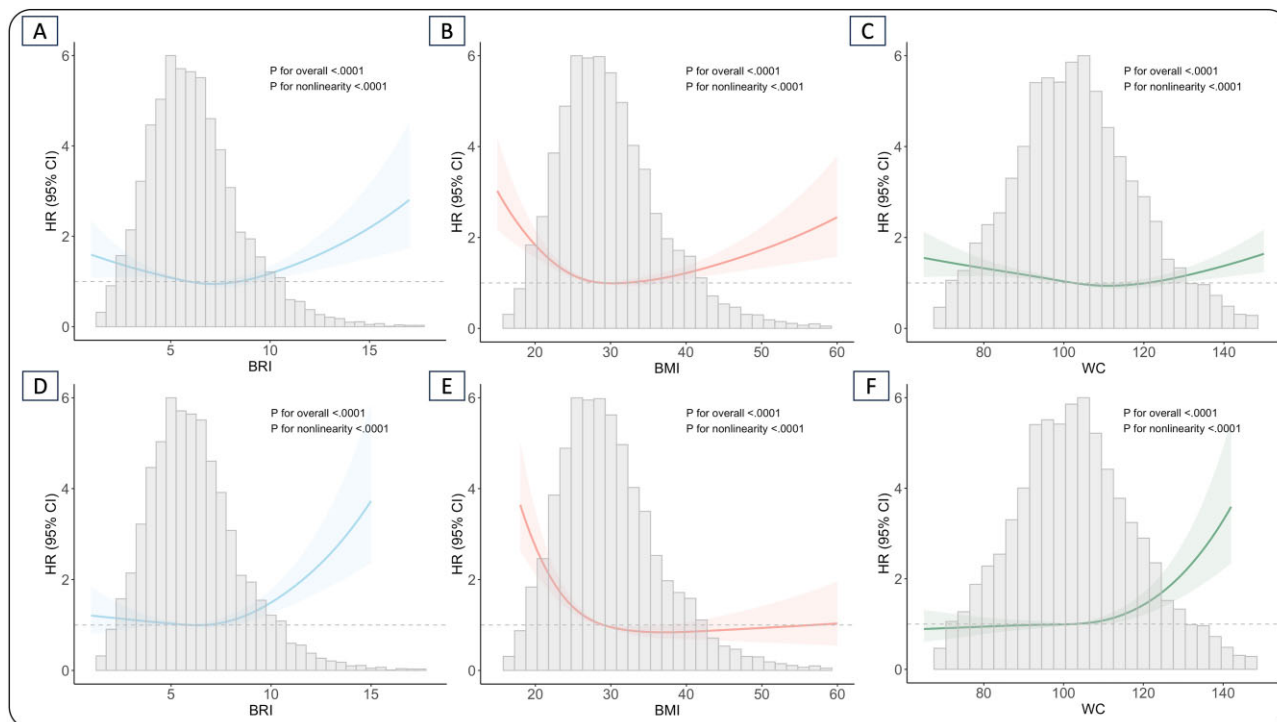 A
HR (95% CI)
6
4
2
0
P for overall <.0001
P for nonlinearity <.0001
5 10 15
BRI
B
HR (95% CI)
6
4
2
0
P for overall <.0001
P for nonlinearity <.0001
20 30 40 50 60
BMI
C
HR (95% CI)
6
4
2
0
P for overall <.0001
P for nonlinearity <.0001
80 100 120 140
WC
D
HR (95% CI)
6
4
2
0
P for overall <.0001
P for nonlinearity <.0001
5 10 15
BRI
E
HR (95% CI)
6
4
2
0
P for overall <.0001
P for nonlinearity <.0001
20 30 40 50 60
BMI
F
HR (95% CI)
6
4
2
0
P for overall <.0001
P for nonlinearity <.0001
80 100 120 140
WC